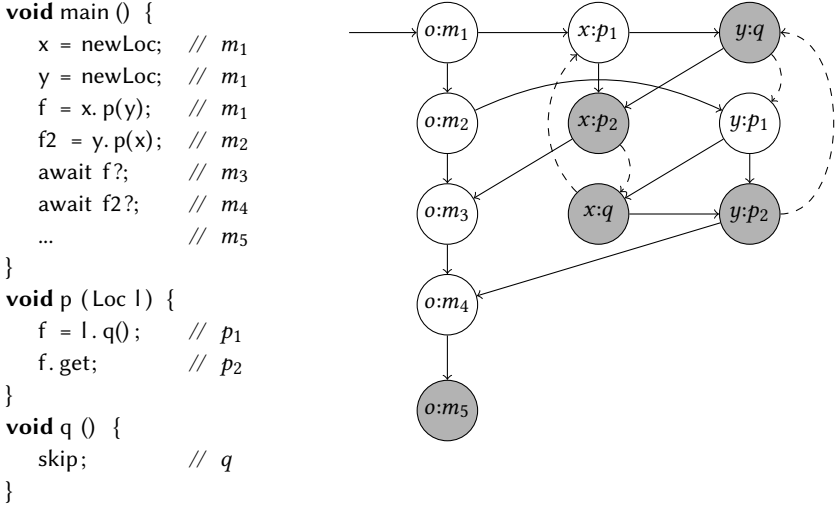 void main () {
x = newLoc; // m₁
y = newLoc; // m₁
f = x. p(y); // m₁
f2 = y. p(x); // m₂
await f?; // m₃
await f2?; // m₄
... // m₅
}
void p (Loc l) {
f = l. q(); // p₁
f. get; // p₂
}
void q () {
skip; // q
}
o:m₁ x:p₁ y:q
o:m₂ x:p₂ y:p₁
o:m₃ x:q y:p₂
o:m₄
o:m₅